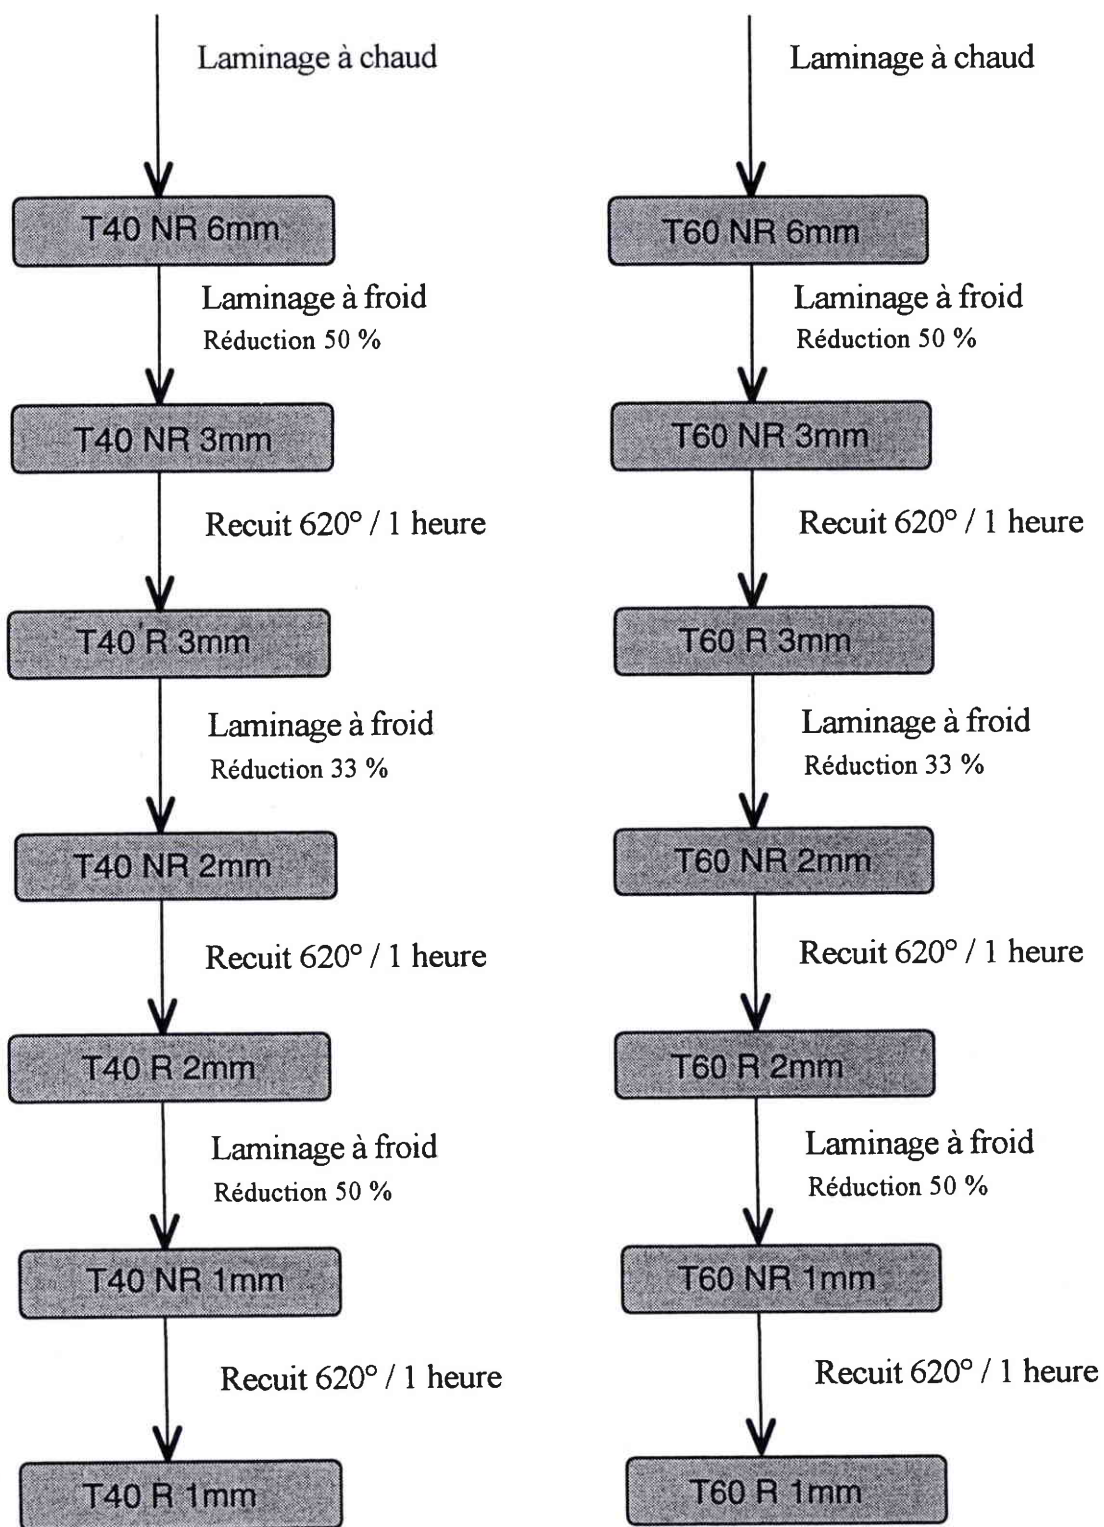 Laminage à chaud
T40 NR 6mm
Laminage à froid
Réduction 50 %
T40 NR 3mm
Recuit 620° / 1 heure
T40 R 3mm
Laminage à froid
Réduction 33 %
T40 NR 2mm
Recuit 620° / 1 heure
T40 R 2mm
Laminage à froid
Réduction 50 %
T40 NR 1mm
Recuit 620° / 1 heure
T40 R 1mm
Laminage à chaud
T60 NR 6mm
Laminage à froid
Réduction 50 %
T60 NR 3mm
Recuit 620° / 1 heure
T60 R 3mm
Laminage à froid
Réduction 33 %
T60 NR 2mm
Recuit 620° / 1 heure
T60 R 2mm
Laminage à froid
Réduction 50 %
T60 NR 1mm
Recuit 620° / 1 heure
T60 R 1mm